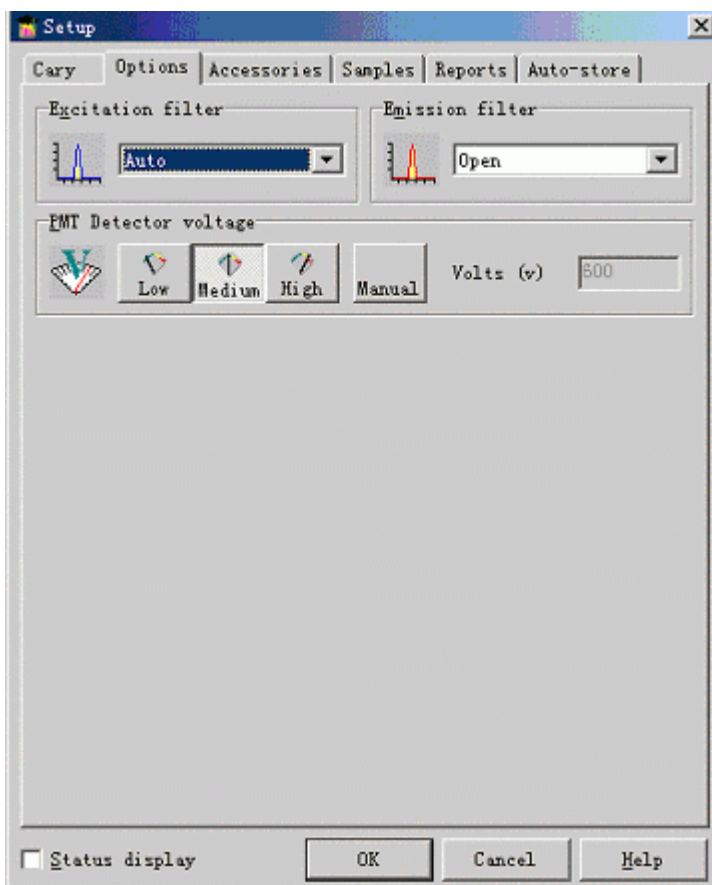 Setup
Cary Options Accessories Samples Reports Auto-store
Excitation filter Emission filter
Auto Open
PMT Detector voltage
V Low Medium High Manual Volts (v) 600
Status display OK Cancel Help